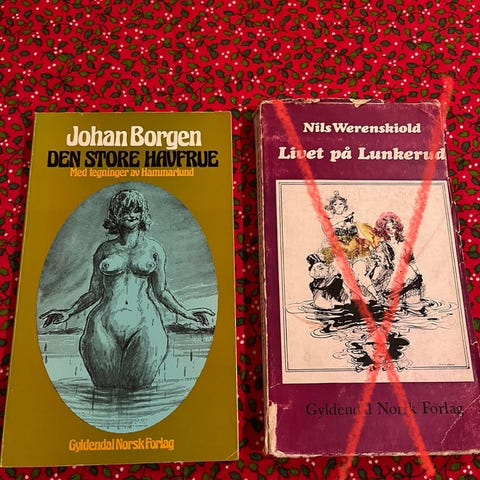 Johan Borgen
DEN STORE HAVFRUE
Med tegninger av Hammarlund
Gyldendal Norsk Forlag
Nils Werenskiold
Livet på Lunkerud
Gyldendal Norsk Forlag